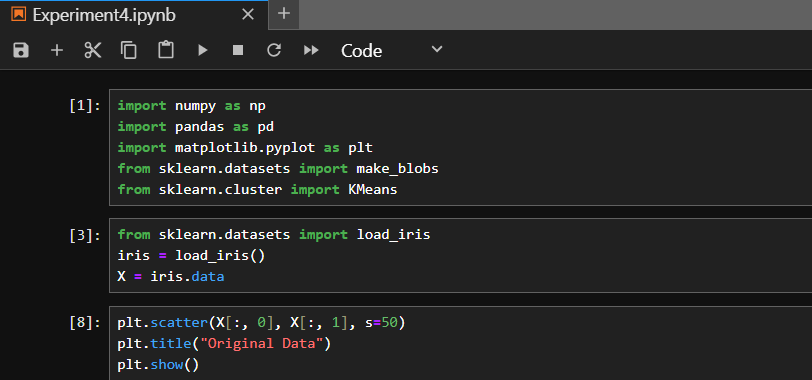 Experiment4.ipynb
Code
[1]:
import numpy as np
import pandas as pd
import matplotlib.pyplot as plt
from sklearn.datasets import make_blobs
from sklearn.cluster import KMeans
[3]:
from sklearn.datasets import load_iris
iris = load_iris()
X = iris.data
[8]:
plt.scatter(X[:, 0], X[:, 1], s=50)
plt.title("Original Data")
plt.show()